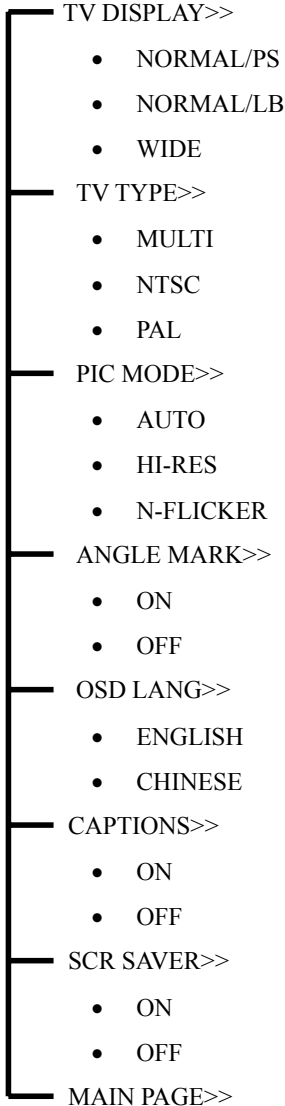 TV DISPLAY>>
• NORMAL/PS
• NORMAL/LB
• WIDE
TV TYPE>>
• MULTI
• NTSC
• PAL
PIC MODE>>
• AUTO
• HI-RES
• N-FLICKER
ANGLE MARK>>
• ON
• OFF
OSD LANG>>
• ENGLISH
• CHINESE
CAPTIONS>>
• ON
• OFF
SCR SAVER>>
• ON
• OFF
MAIN PAGE>>